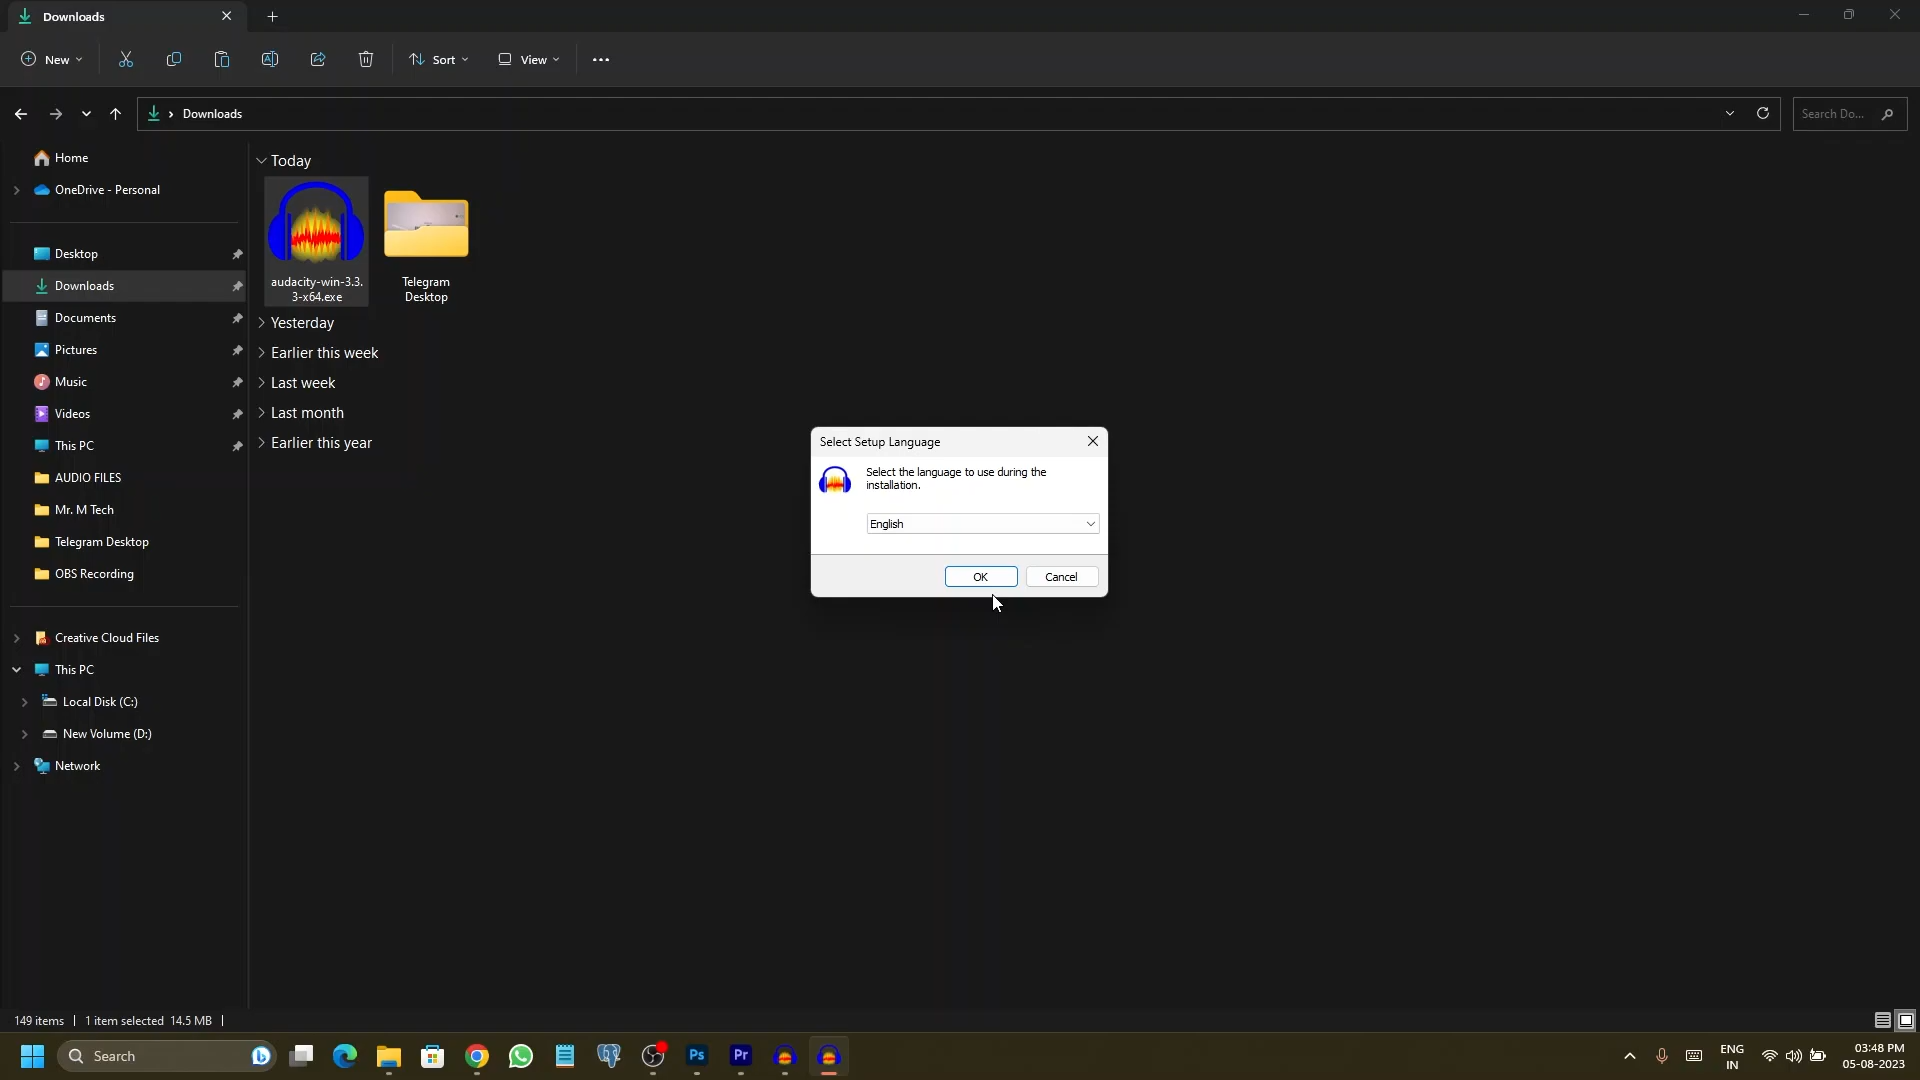 Downloads
New
Sort
View
Downloads
Search Do...
Home
OneDrive - Personal
Desktop
Downloads
Documents
Pictures
Music
Videos
This PC
AUDIO FILES
Mr. M Tech
Telegram Desktop
OBS Recording
Creative Cloud Files
This PC
Local Disk (C:)
New Volume (D:)
Network
Today
audacity-win-3.3.
3-x64.exe
Telegram
Desktop
Yesterday
Earlier this week
Last week
Last month
Earlier this year
Select Setup Language
Select the language to use during the
installation.
English
OK
Cancel
149 items
1 item selected 14.5 MB
Search
Ps
Pr
ENG
IN
03:48 PM
05-08-2023